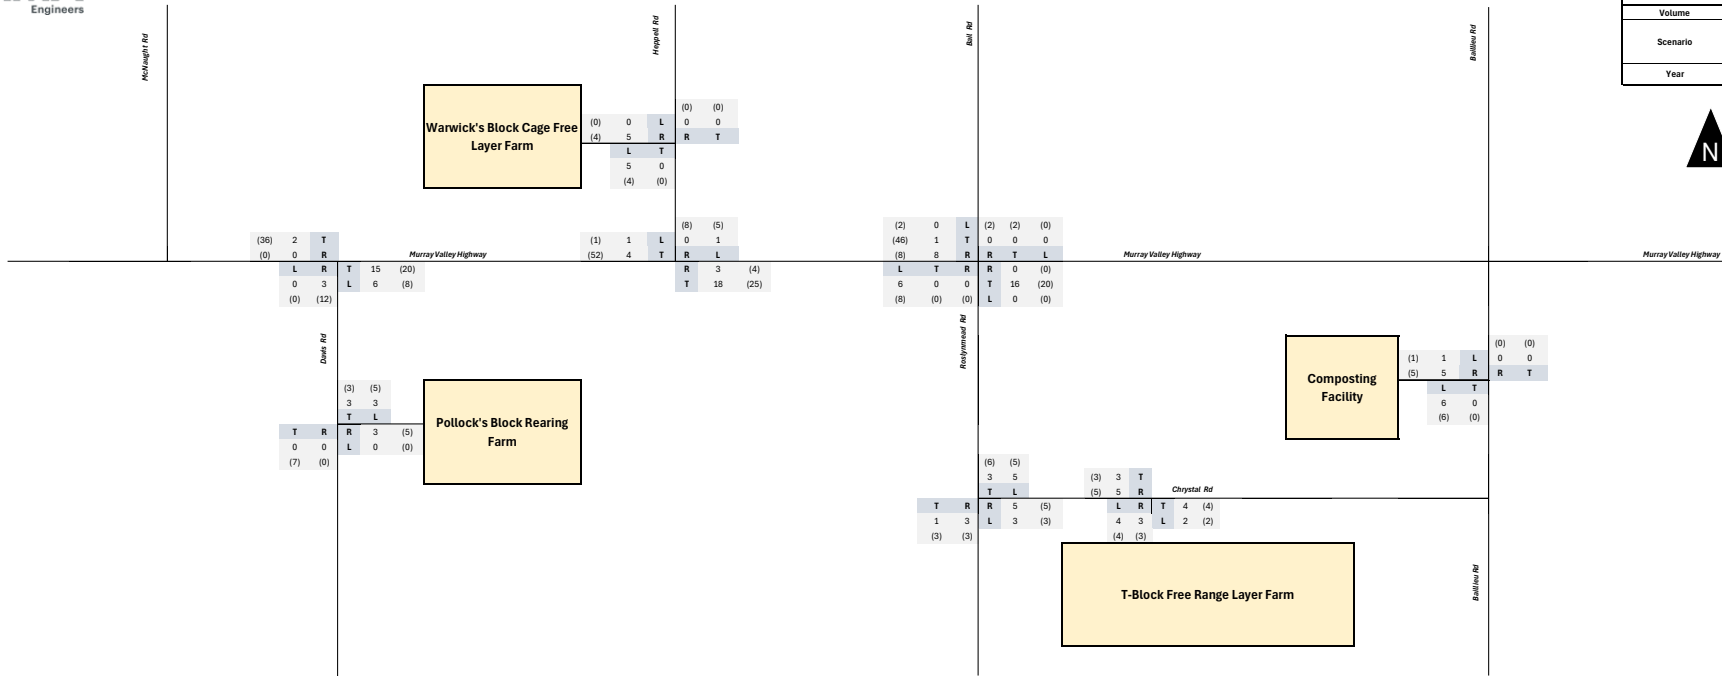 Engineers
Volume
Scenario
Year
N
McNaught Rd
Heppell Rd
Ball Rd
Baillieu Rd
Warwick's Block Cage Free
Layer Farm
(0) (0)
(0) 0 L 0 0
(4) 5 R R T
L T
5 0
(4) (0)
(36) 2 T
(0) 0 R
Murray Valley Highway
L R T 15 (20)
0 3 L 6 (8)
(0) (12)
(8) (5)
(1) 1 L 0 1
(52) 4 T R L
R 3 (4)
T 18 (25)
(2) 0 L (2) (2) (0)
(46) 1 T 0 0 0
(8) 8 R R T L
L T R R 0 (0)
6 0 0 T 16 (20)
(8) (0) (0) L 0 (0)
Murray Valley Highway
Murray Valley Highway
Davis Rd
Roslynmead Rd
(3) (5)
3 3
T L
T R R 3 (5)
0 0 L 0 (0)
(7) (0)
Pollock's Block Rearing
Farm
Composting
Facility
(0) (0)
(1) 1 L 0 0
(5) 5 R R T
L T
6 0
(6) (0)
(6) (5)
3 5
T L
T R R 5 (5)
1 3 L 3 (3)
(3) (3)
(3) 3 T
(5) 5 R
Chrystal Rd
L R T 4 (4)
4 3 L 2 (2)
(4) (3)
T-Block Free Range Layer Farm
Baillieu Rd